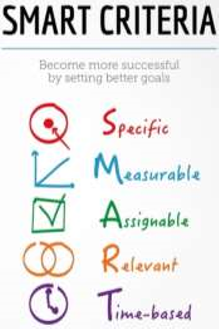 SMART CRITERIA
Become more successful
by setting better goals
Specific
Measurable
Assignable
Relevant
Time-based